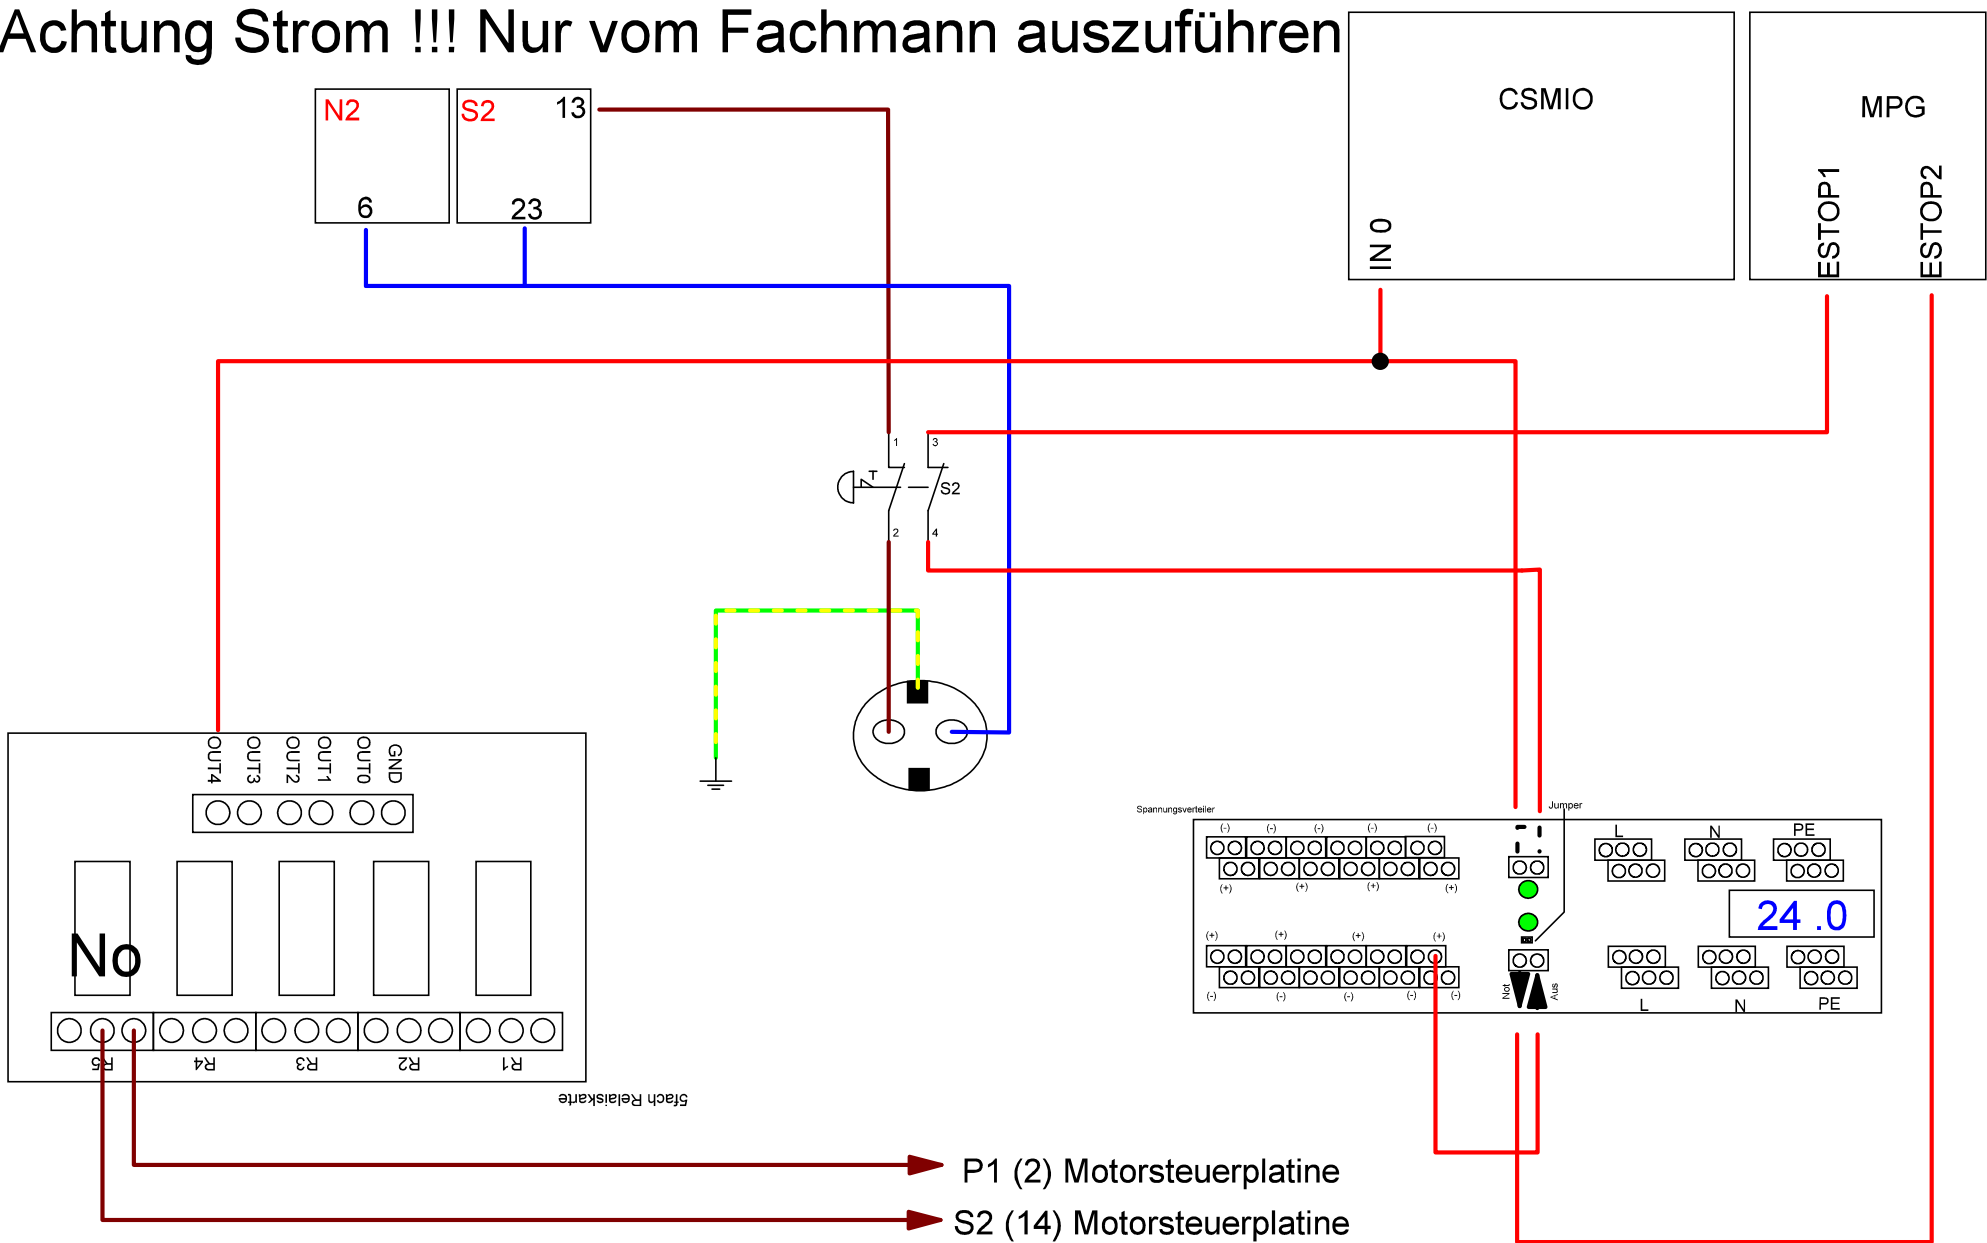 Achtung Strom !!! Nur vom Fachmann auszuführen
N2
S2
13
6
23
CSMIO
IN 0
MPG
ESTOP1
ESTOP2
1
3
S2
2
4
OUT4
OUT3
OUT2
OUT1
OUT0
GND
No
R5
R4
R3
R2
R1
5fach Relaiskarte
P1 (2) Motorsteuerplatine
S2 (14) Motorsteuerplatine
Spannungsverteiler
Jumper
(-) (-) (-) (-) (-)
(+) (+) (+) (+)
(+) (+) (+) (+)
(-) (-) (-) (-) (-)
Not
Aus
L N PE
24 .0
L N PE